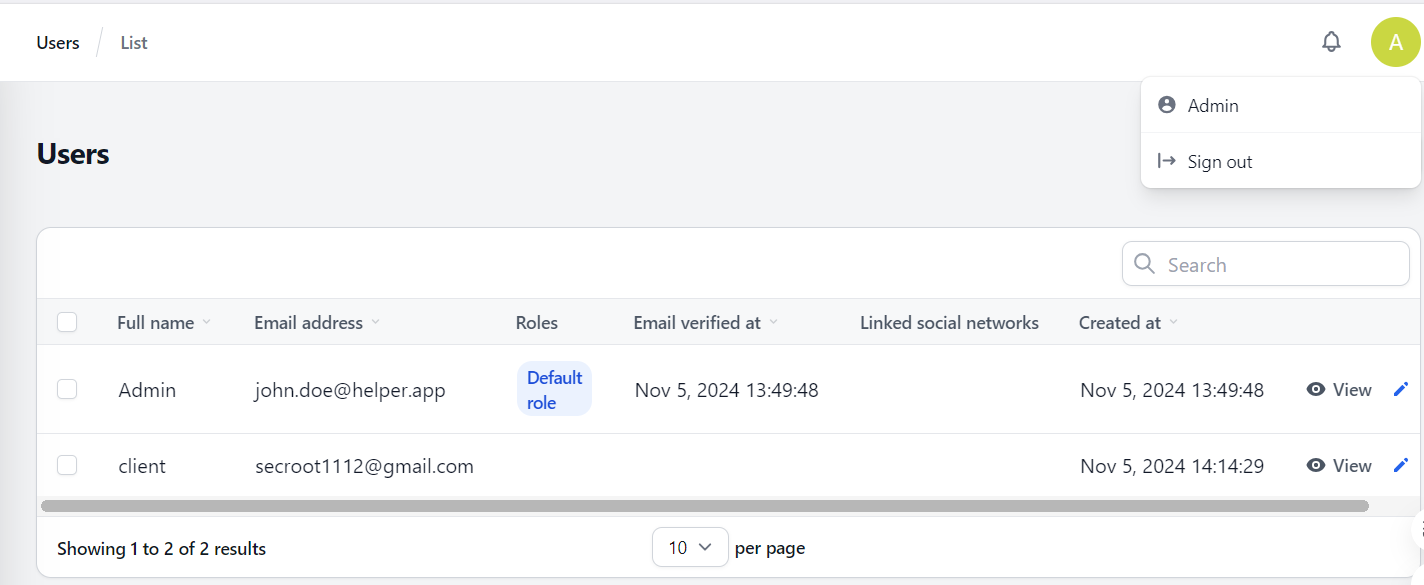 Users / List
A
Admin
Sign out
Users
Search
Full name Email address Roles Email verified at Linked social networks Created at
Admin john.doe@helper.app Default role Nov 5, 2024 13:49:48 Nov 5, 2024 13:49:48 View
client secroot1112@gmail.com Nov 5, 2024 14:14:29 View
Showing 1 to 2 of 2 results 10 per page